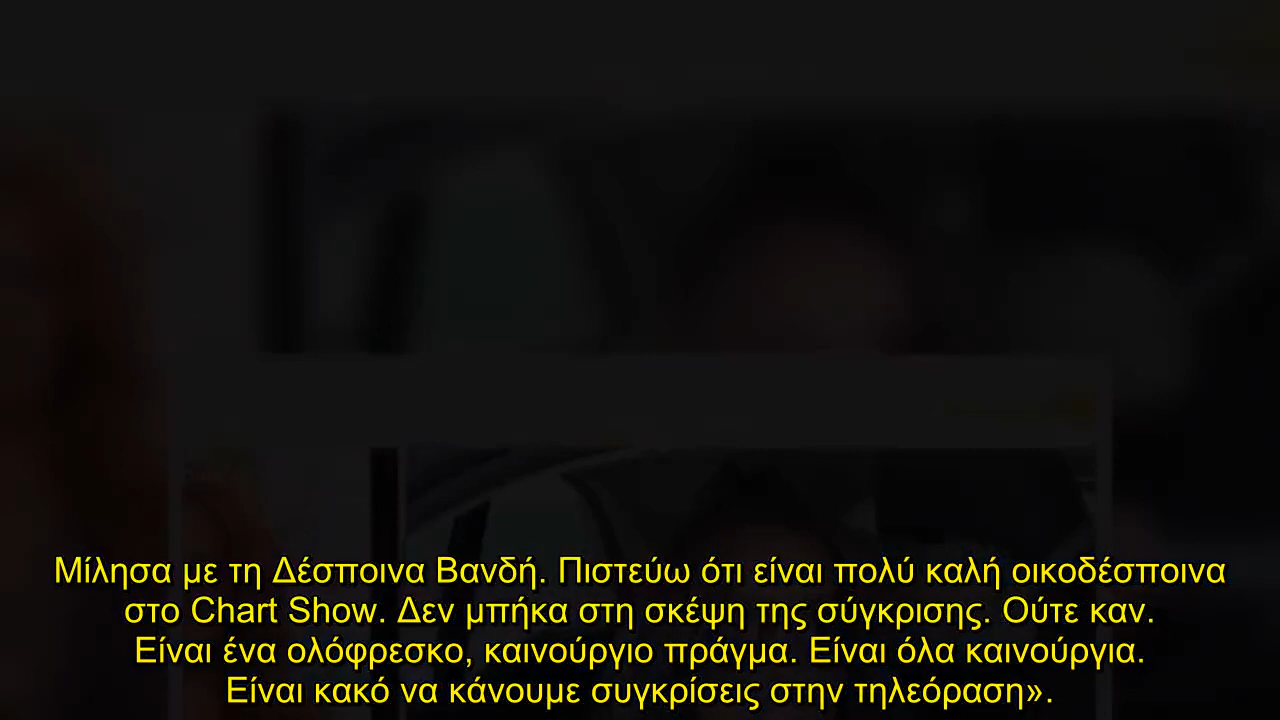 Μίλησα με τη Δέσποινα Βανδή. Πιστεύω ότι είναι πολύ καλή οικοδέσποινα
στο Chart Show. Δεν μπήκα στη σκέψη της σύγκρισης. Ούτε καν.
Είναι ένα ολόφρεσκο, καινούργιο πράγμα. Είναι όλα καινούργια.
Είναι κακό να κάνουμε συγκρίσεις στην τηλεόραση».